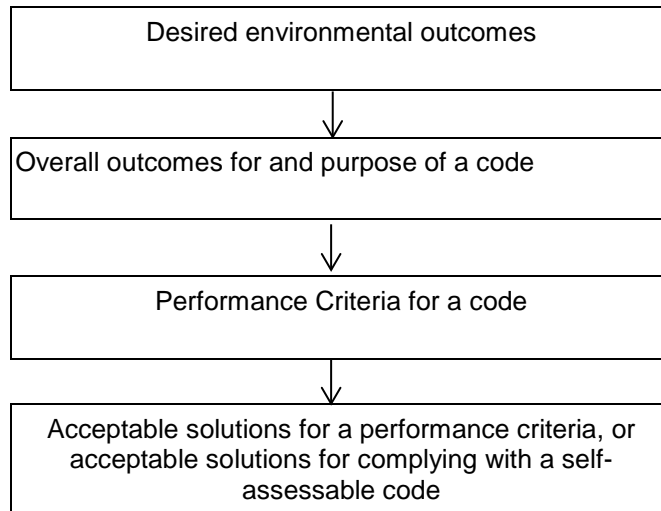 Desired environmental outcomes
Overall outcomes for and purpose of a code
Performance Criteria for a code
Acceptable solutions for a performance criteria, or
acceptable solutions for complying with a self-
assessable code